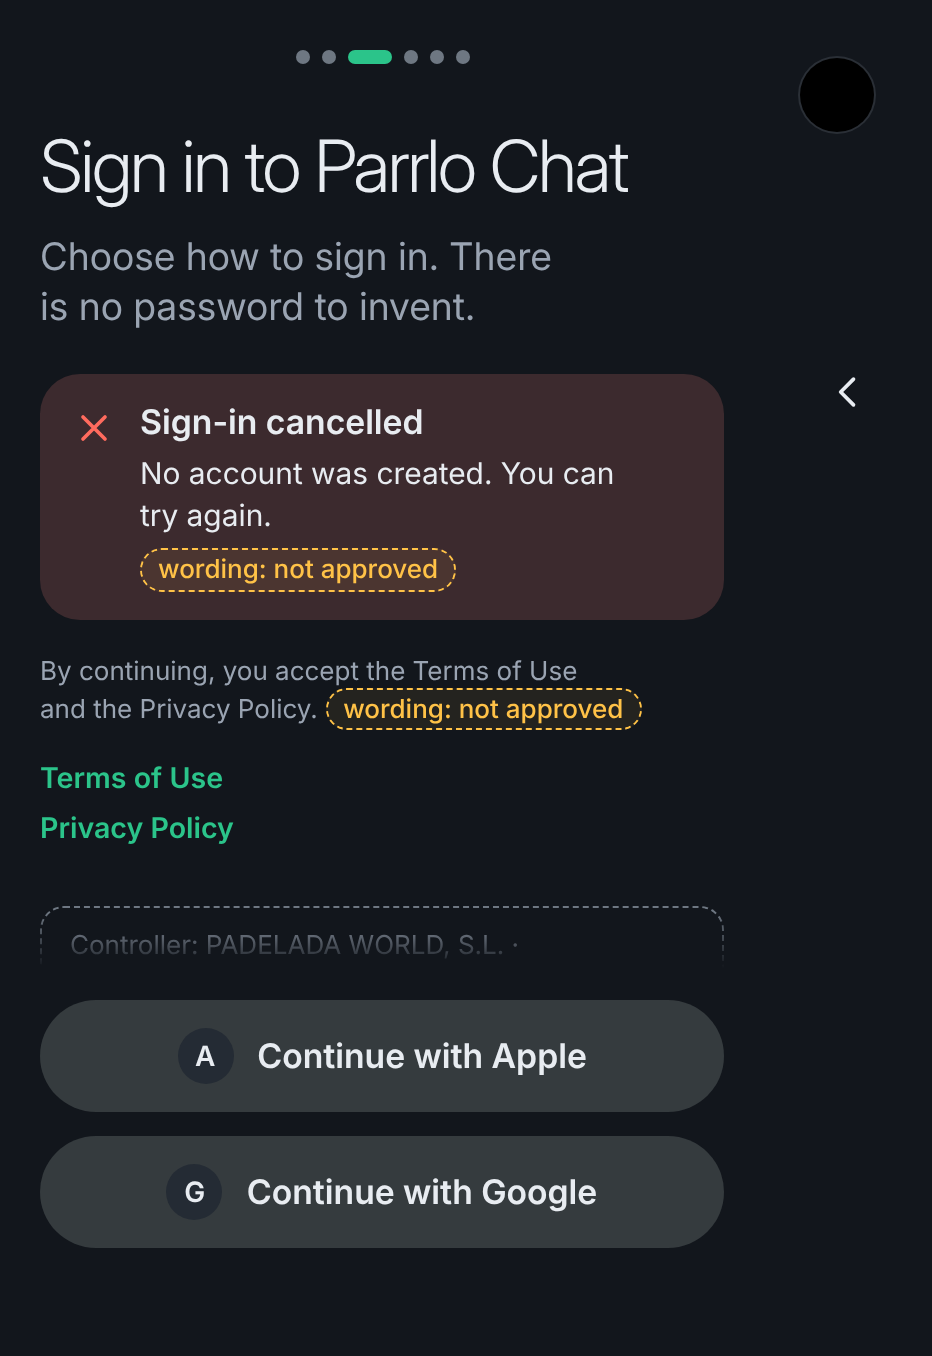 Sign in to Parrlo Chat
Choose how to sign in. There
is no password to invent.
Sign-in cancelled
No account was created. You can
try again.
wording: not approved
By continuing, you accept the Terms of Use
and the Privacy Policy. wording: not approved
Terms of Use
Privacy Policy
Controller: PADELADA WORLD, S.L. ·
A Continue with Apple
G Continue with Google